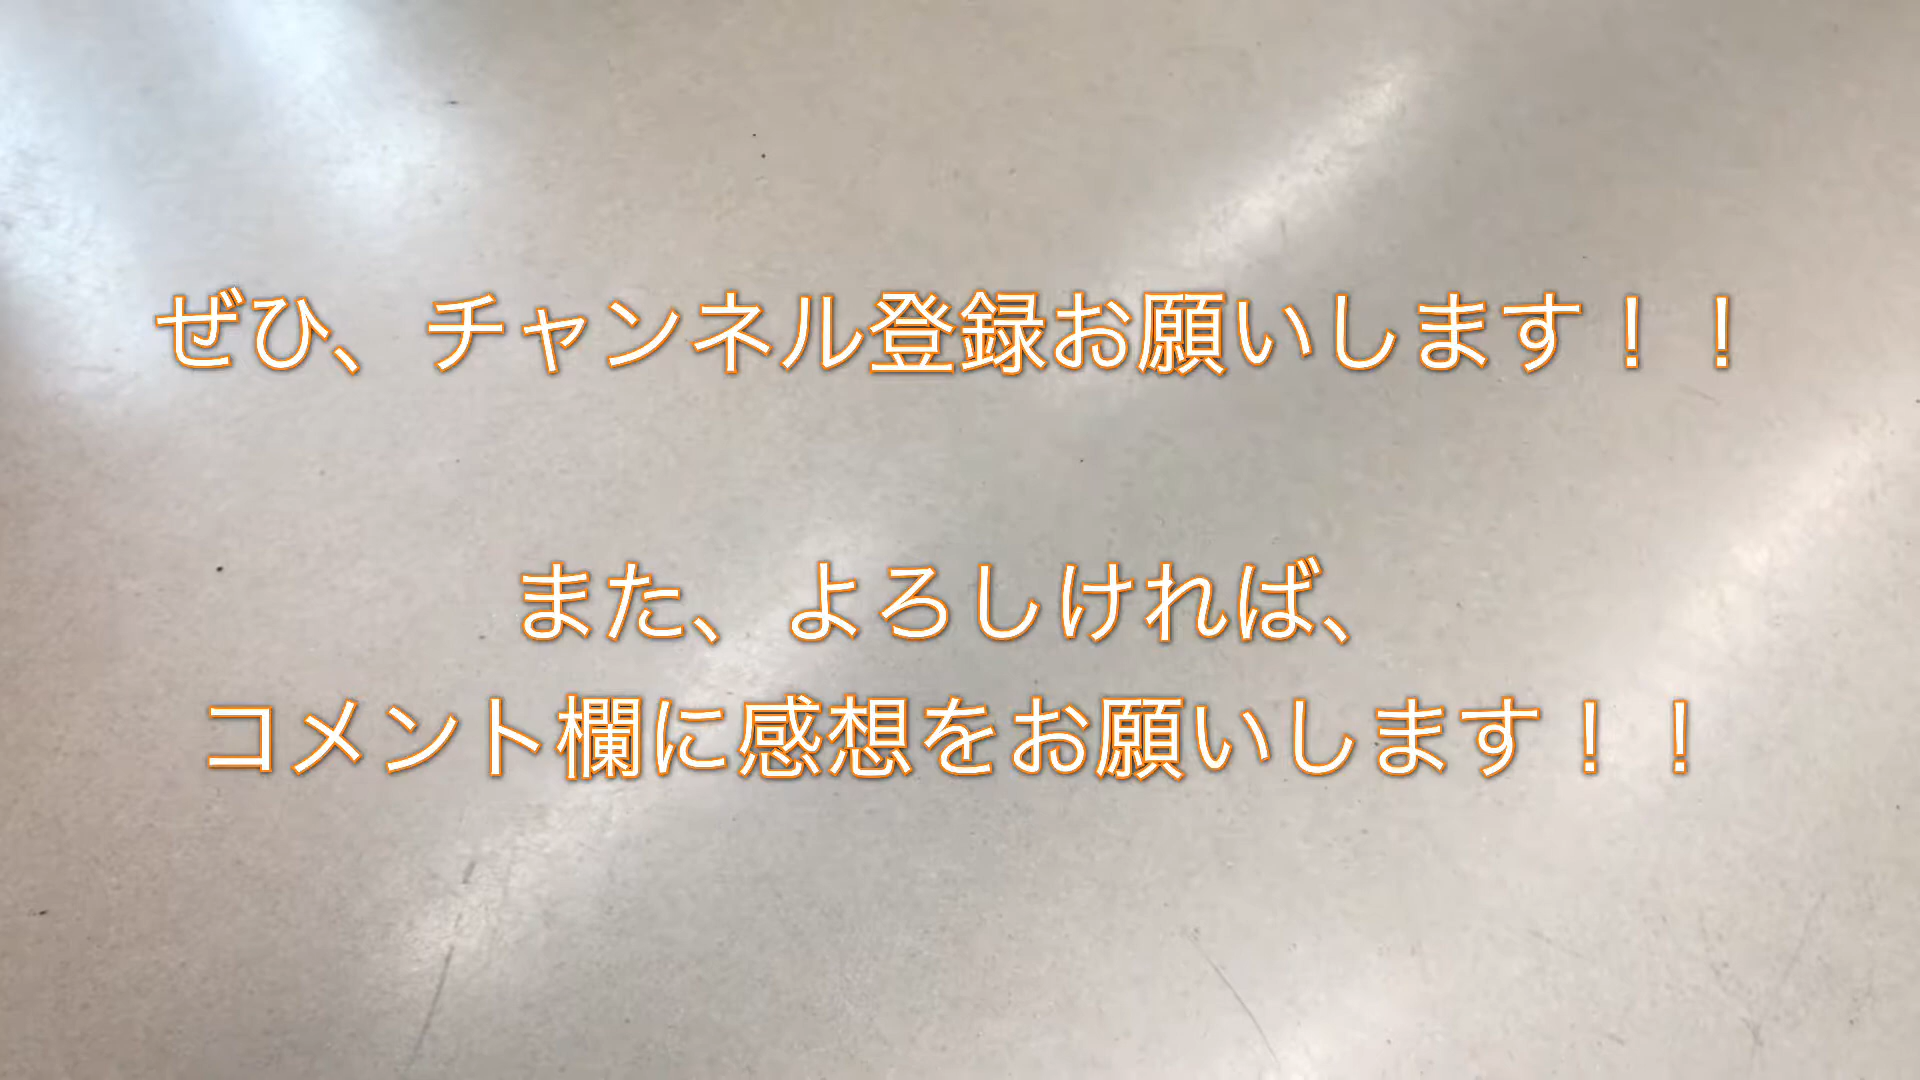 ぜひ、チャンネル登録お願いします！！
また、よろしければ、
コメント欄に感想をお願いします！！